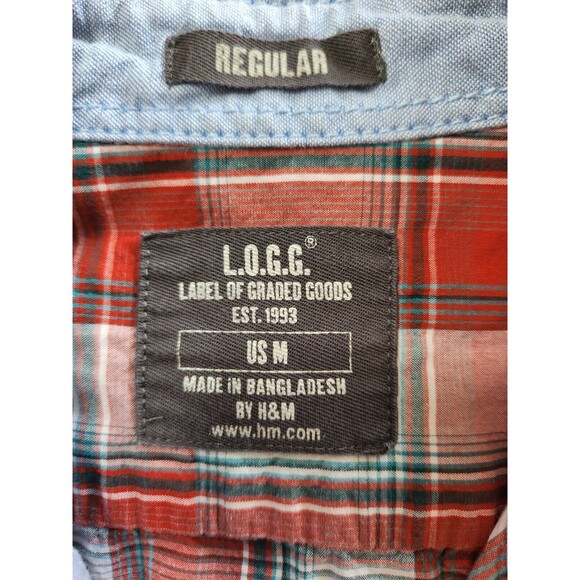 REGULAR
L.O.G.G.®
LABEL OF GRADED GOODS
EST. 1993
US M
MADE IN BANGLADESH
BY H&M
www.hm.com